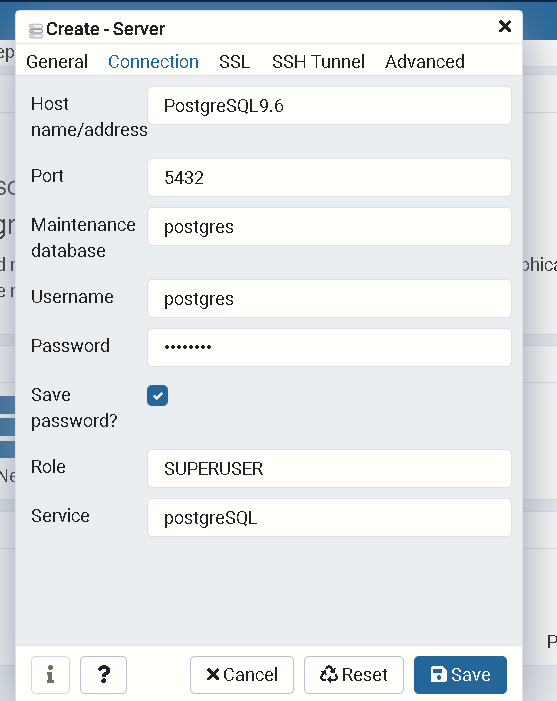 Create - Server
General Connection SSL SSH Tunnel Advanced
Host
name/address
PostgreSQL9.6
Port
5432
Maintenance
database
postgres
Username
postgres
Password
••••••••
Save
password?
Role
SUPERUSER
Service
postgreSQL
i ? Cancel Reset Save